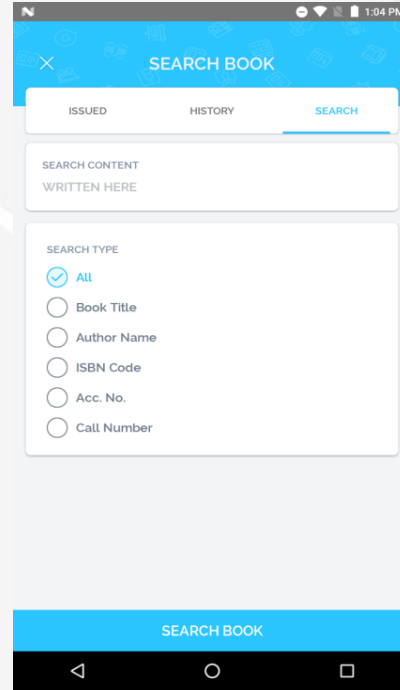 1:04 PM
SEARCH BOOK
ISSUED HISTORY SEARCH
SEARCH CONTENT
WRITTEN HERE
SEARCH TYPE
All
Book Title
Author Name
ISBN Code
Acc. No.
Call Number
SEARCH BOOK